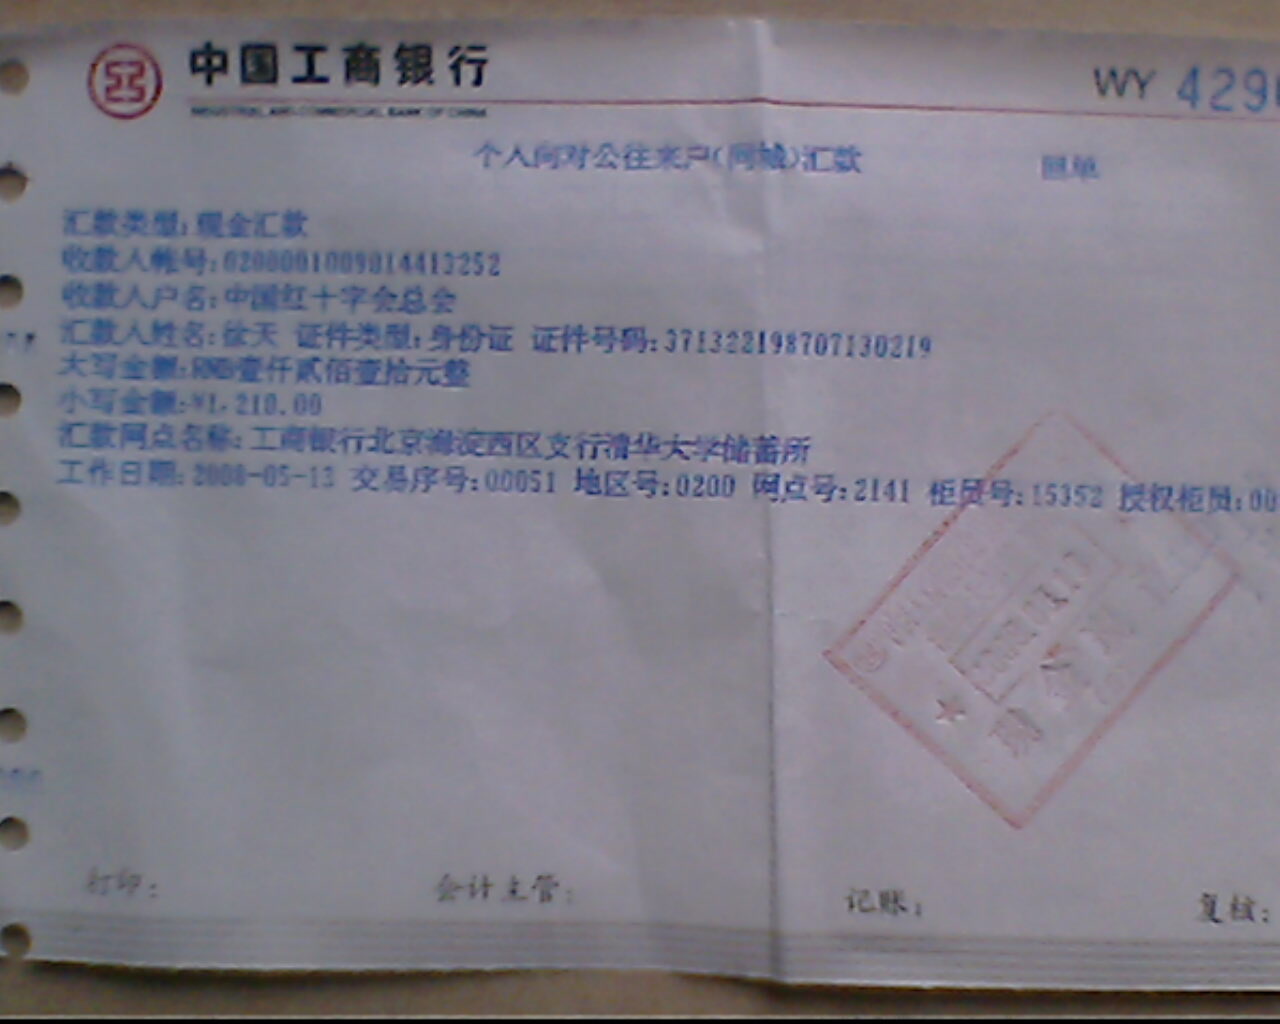 中国工商银行
INDUSTRIAL AND COMMERCIAL BANK OF CHINA
WY 429
个人向对公往来户(同城)汇款 回单
汇款类型:现金汇款
收款人帐号:0200001009014413252
收款人户名:中国红十字会总会
汇款人姓名:徐天 证件类型:身份证 证件号码:371322198707130219
大写金额:RMB壹仟贰佰壹拾元整
小写金额:¥1,210.00
汇款网点名称:工商银行北京海淀西区支行清华大学储蓄所
工作日期:2008-05-13 交易序号:00051 地区号:0200 网点号:2141 柜员号:15352 授权柜员:00
打印: 会计主管: 记账: 复核: